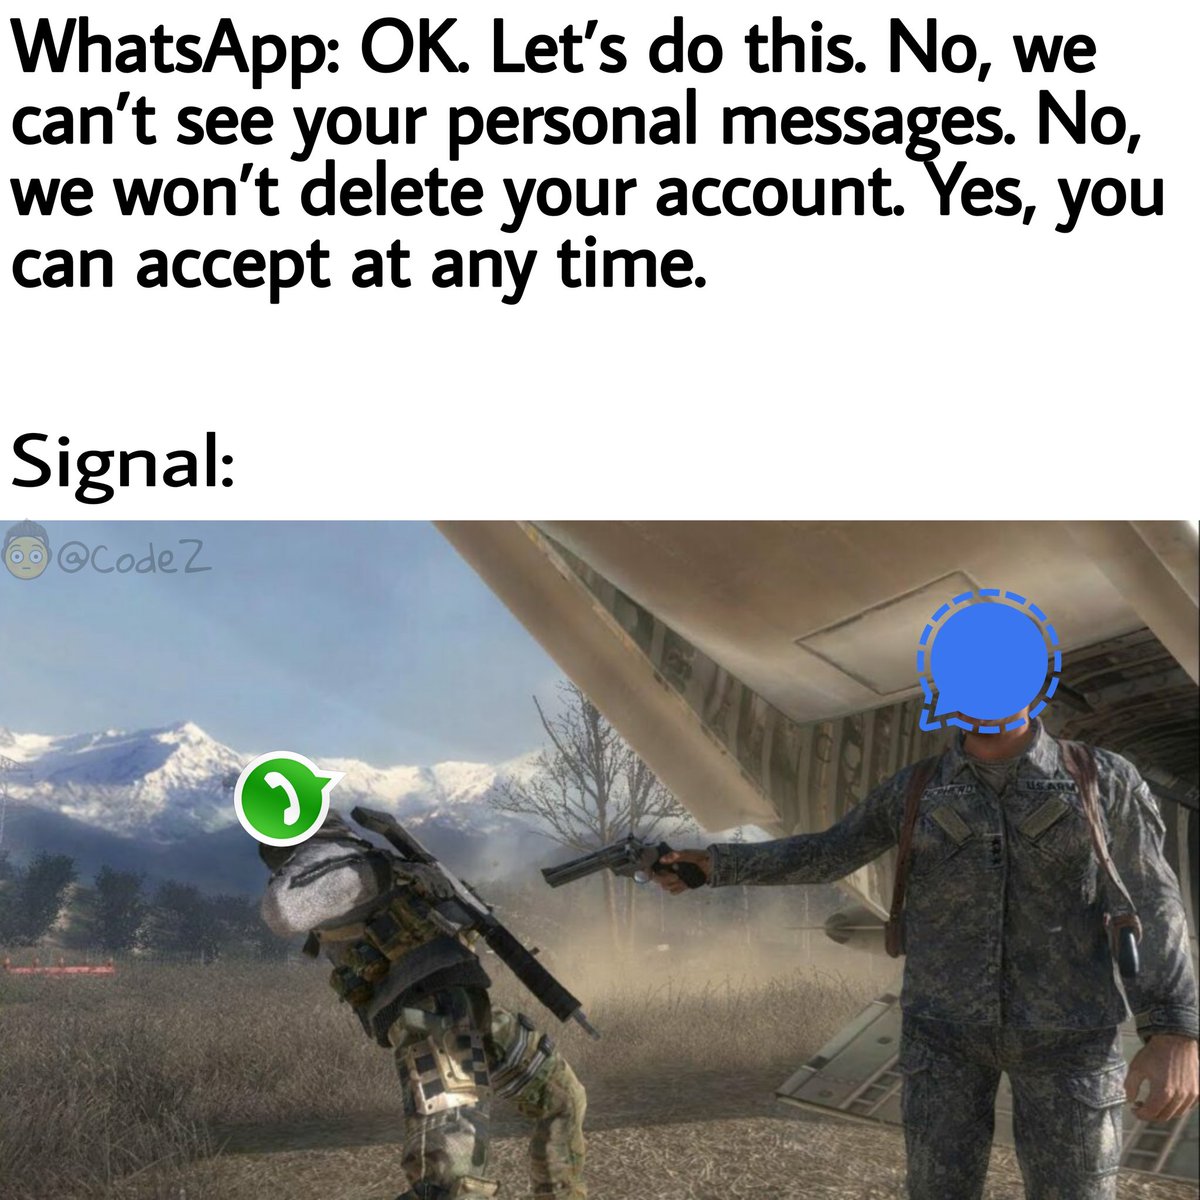 WhatsApp: OK. Let’s do this. No, we
can’t see your personal messages. No,
we won’t delete your account. Yes, you
can accept at any time.
Signal:
@CodeZ